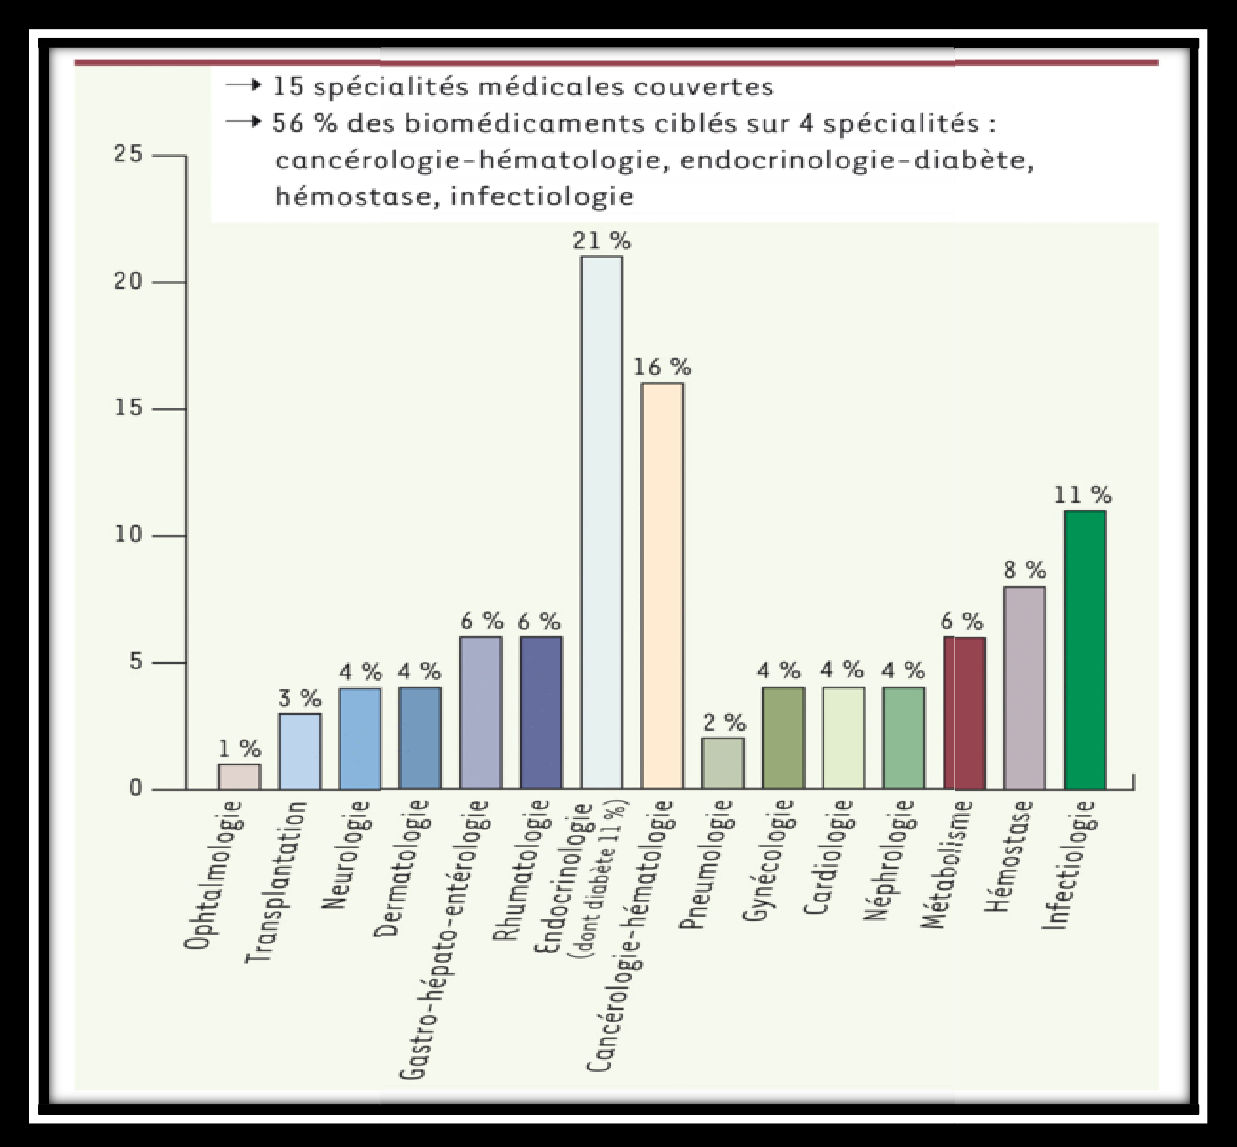 → 15 spécialités médicales couvertes
→ 56 % des biomédicaments ciblés sur 4 spécialités :
cancérologie-hématologie, endocrinologie-diabète,
hémostase, infectiologie
25
20
15
10
5
0
1 %
3 %
4 %
4 %
6 %
6 %
21 %
16 %
2 %
4 %
4 %
4 %
6 %
8 %
11 %
Ophtalmologie
Transplantation
Neurologie
Dermatologie
Gastro-hépato-entérologie
Rhumatologie
Endocrinologie
(dont diabète 11 %)
Cancérologie-hématologie
Pneumologie
Gynécologie
Cardiologie
Néphrologie
Métabolisme
Hémostase
Infectiologie